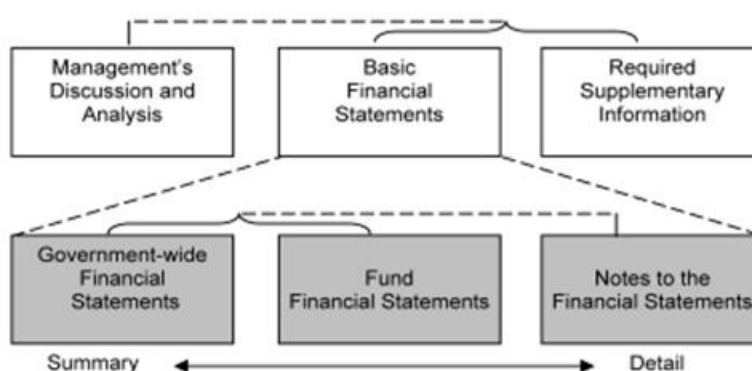 Management's
Discussion and
Analysis
Basic
Financial
Statements
Required
Supplementary
Information
Government-wide
Financial
Statements
Fund
Financial Statements
Notes to the
Financial Statements
Summary
Detail